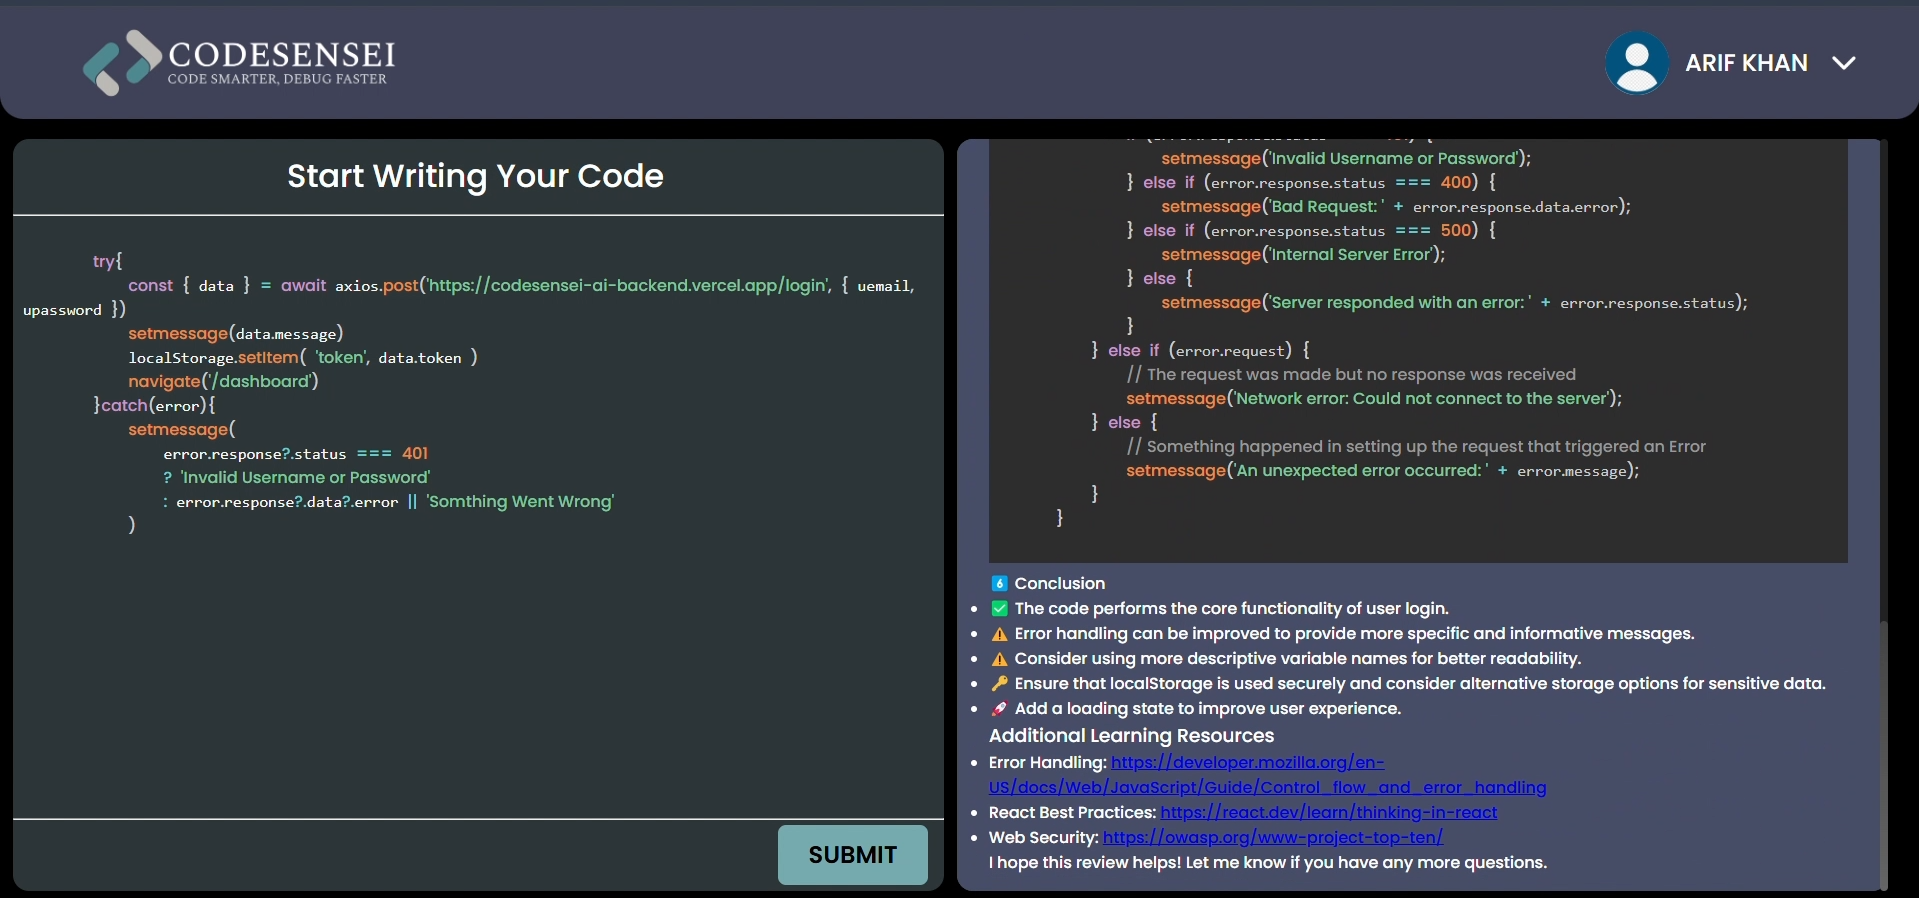 CODESENSEI
CODE SMARTER, DEBUG FASTER
ARIF KHAN
Start Writing Your Code
try{
const { data } = await axios.post('https://codesensei-ai-backend.vercel.app/login', { uemail,
upassword })
setmessage(data.message)
localStorage.setItem( 'token', data.token )
navigate('/dashboard')
}catch(error){
setmessage(
error.response?.status === 401
? 'Invalid Username or Password'
: error.response?.data?.error || 'Somthing Went Wrong'
)
SUBMIT
setmessage('Invalid Username or Password');
} else if (error.response.status === 400) {
setmessage('Bad Request: ' + error.response.data.error);
} else if (error.response.status === 500) {
setmessage('Internal Server Error');
} else {
setmessage('Server responded with an error: ' + error.response.status);
}
} else if (error.request) {
// The request was made but no response was received
setmessage('Network error: Could not connect to the server');
} else {
// Something happened in setting up the request that triggered an Error
setmessage('An unexpected error occurred: ' + error.message);
}
}
6 Conclusion
• ✅ The code performs the core functionality of user login.
• ⚠️ Error handling can be improved to provide more specific and informative messages.
• ⚠️ Consider using more descriptive variable names for better readability.
• 🔑 Ensure that localStorage is used securely and consider alternative storage options for sensitive data.
• 🚀 Add a loading state to improve user experience.
Additional Learning Resources
• Error Handling: https://developer.mozilla.org/en-
US/docs/Web/JavaScript/Guide/Control_flow_and_error_handling
• React Best Practices: https://react.dev/learn/thinking-in-react
• Web Security: https://owasp.org/www-project-top-ten/
I hope this review helps! Let me know if you have any more questions.